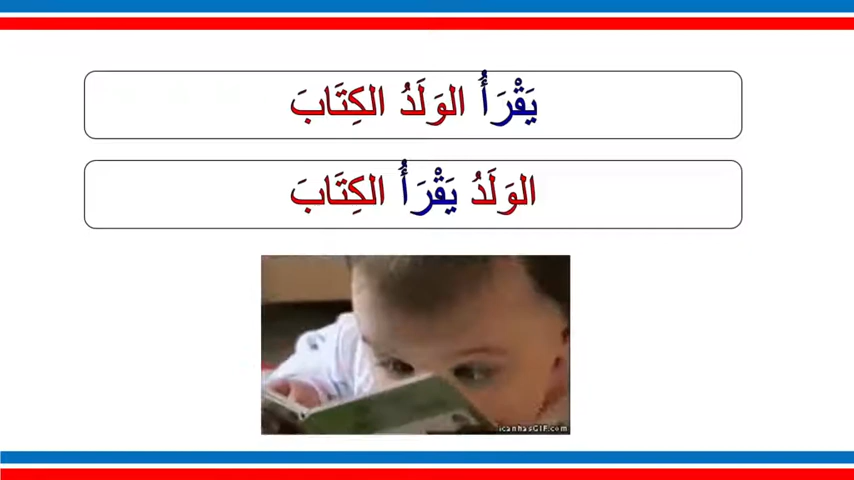 يَقْرَأُ الوَلَدُ الكِتَابَ
الوَلَدُ يَقْرَأُ الكِتَابَ
icanhasGIF.com